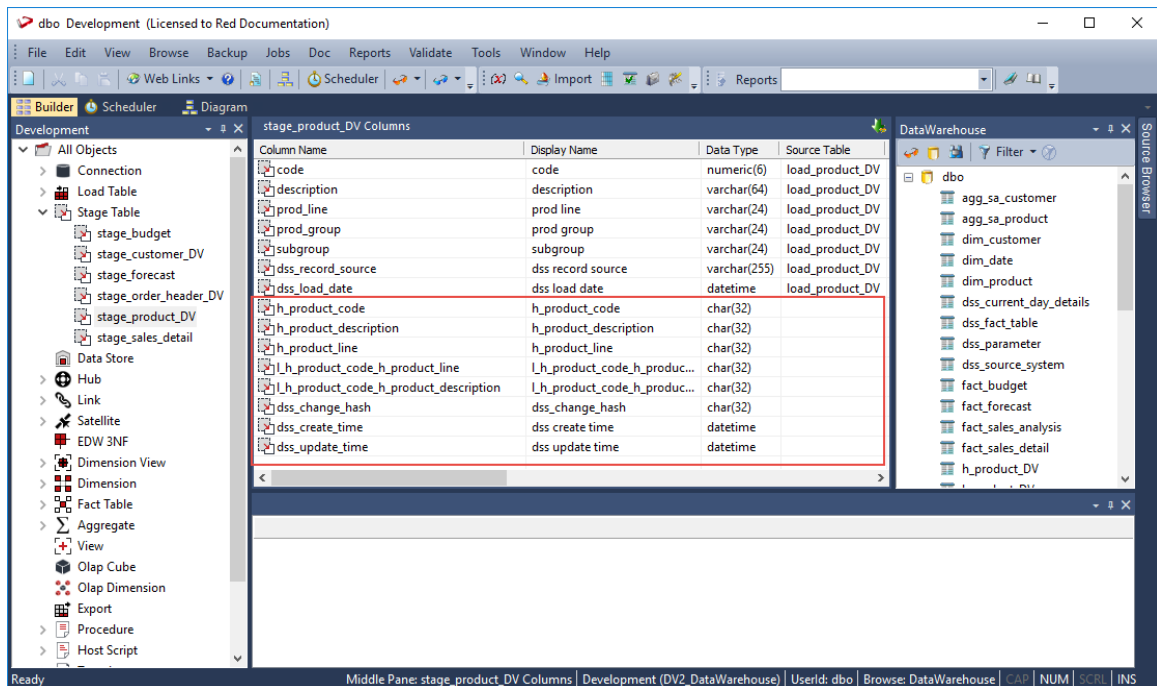 dbo Development (Licensed to Red Documentation)
File Edit View Browse Backup Jobs Doc Reports Validate Tools Window Help
Web Links Scheduler (x) Import Reports
Builder Scheduler Diagram
Development
All Objects
Connection
Load Table
Stage Table
stage_budget
stage_customer_DV
stage_forecast
stage_order_header_DV
stage_product_DV
stage_sales_detail
Data Store
Hub
Link
Satellite
EDW 3NF
Dimension View
Dimension
Fact Table
Aggregate
View
Olap Cube
Olap Dimension
Export
Procedure
Host Script
stage_product_DV Columns
Column Name Display Name Data Type Source Table
code code numeric(6) load_product_DV
description description varchar(64) load_product_DV
prod_line prod line varchar(24) load_product_DV
prod_group prod group varchar(24) load_product_DV
subgroup subgroup varchar(24) load_product_DV
dss_record_source dss record source varchar(255) load_product_DV
dss_load_date dss load date datetime load_product_DV
h_product_code h_product_code char(32)
h_product_description h_product_description char(32)
h_product_line h_product_line char(32)
l_h_product_code_h_product_line l_h_product_code_h_produc... char(32)
l_h_product_code_h_product_description l_h_product_code_h_produc... char(32)
dss_change_hash dss_change_hash char(32)
dss_create_time dss create time datetime
dss_update_time dss update time datetime
DataWarehouse
Filter
dbo
agg_sa_customer
agg_sa_product
dim_customer
dim_date
dim_product
dss_current_day_details
dss_fact_table
dss_parameter
dss_source_system
fact_budget
fact_forecast
fact_sales_analysis
fact_sales_detail
h_product_DV
Source Browser
Ready Middle Pane: stage_product_DV Columns Development (DV2_DataWarehouse) UserId: dbo Browse: DataWarehouse CAP NUM SCRL INS